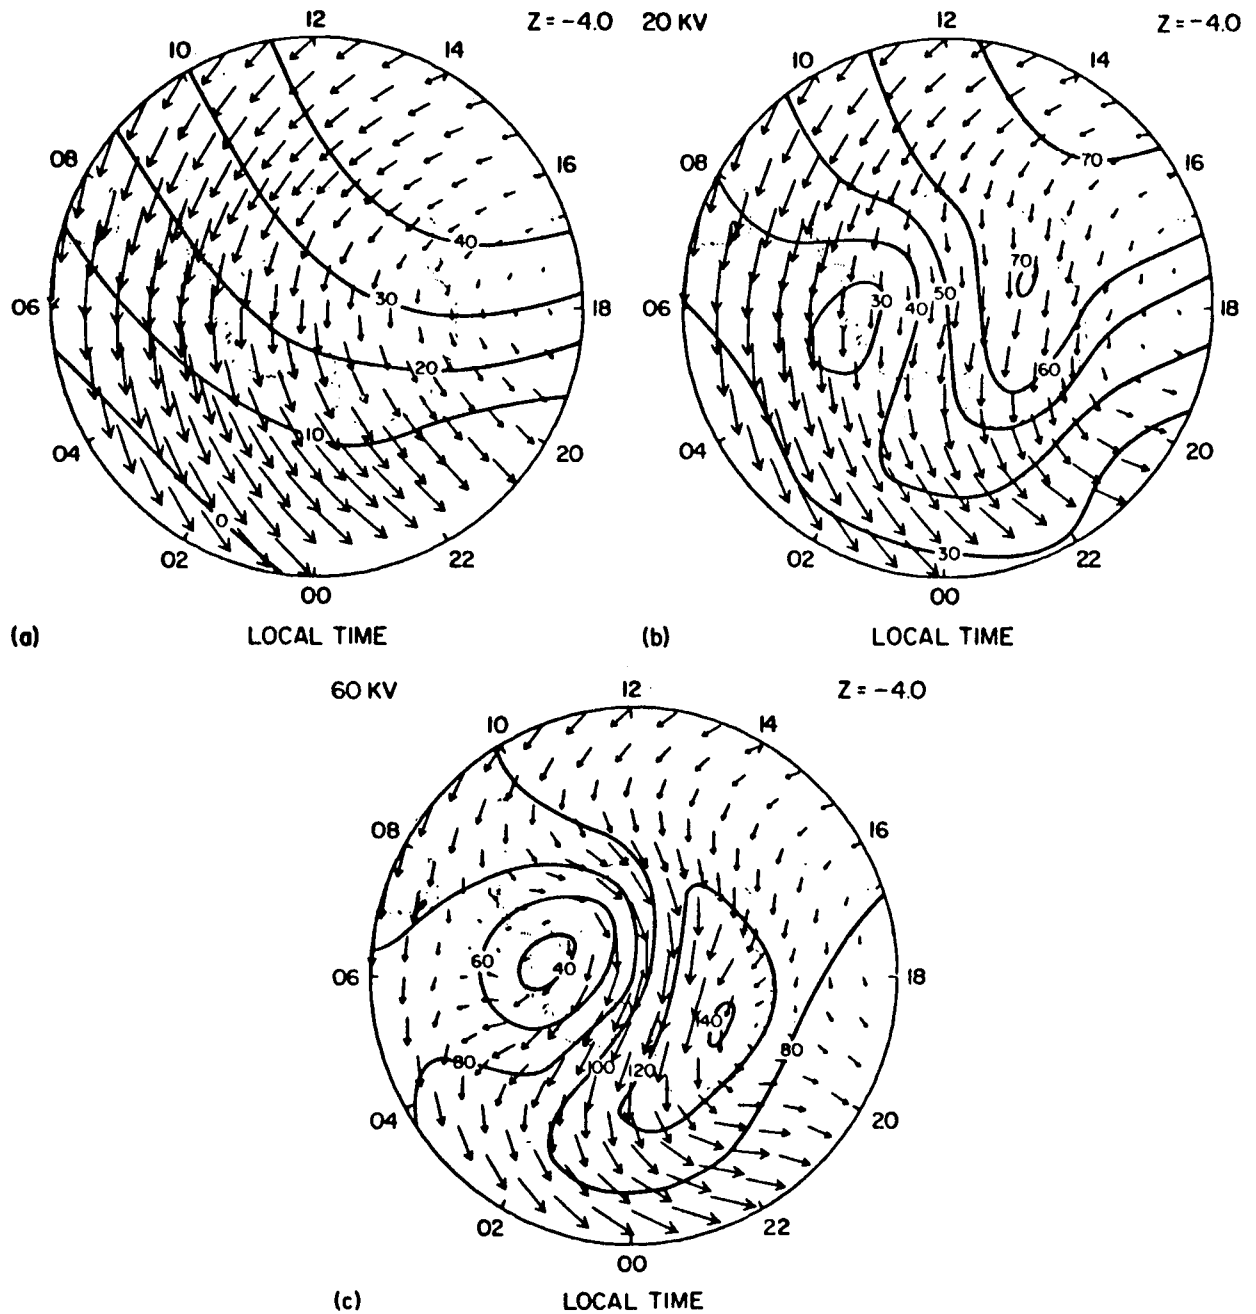 12 Z = -4.0 20 KV 12 Z = -4.0
10 14 10 14
08 16 08 16
40 70
70
06 30 18 06 30 40 50 18
20 60
10
04 20 04 20
0
02 22 02 30 22
00 00
(a) LOCAL TIME (b) LOCAL TIME
60 KV 12 Z = -4.0
10 14
08 16
06 60 40 18
140
80 100 120 80
04 20
02 22
00
(c) LOCAL TIME